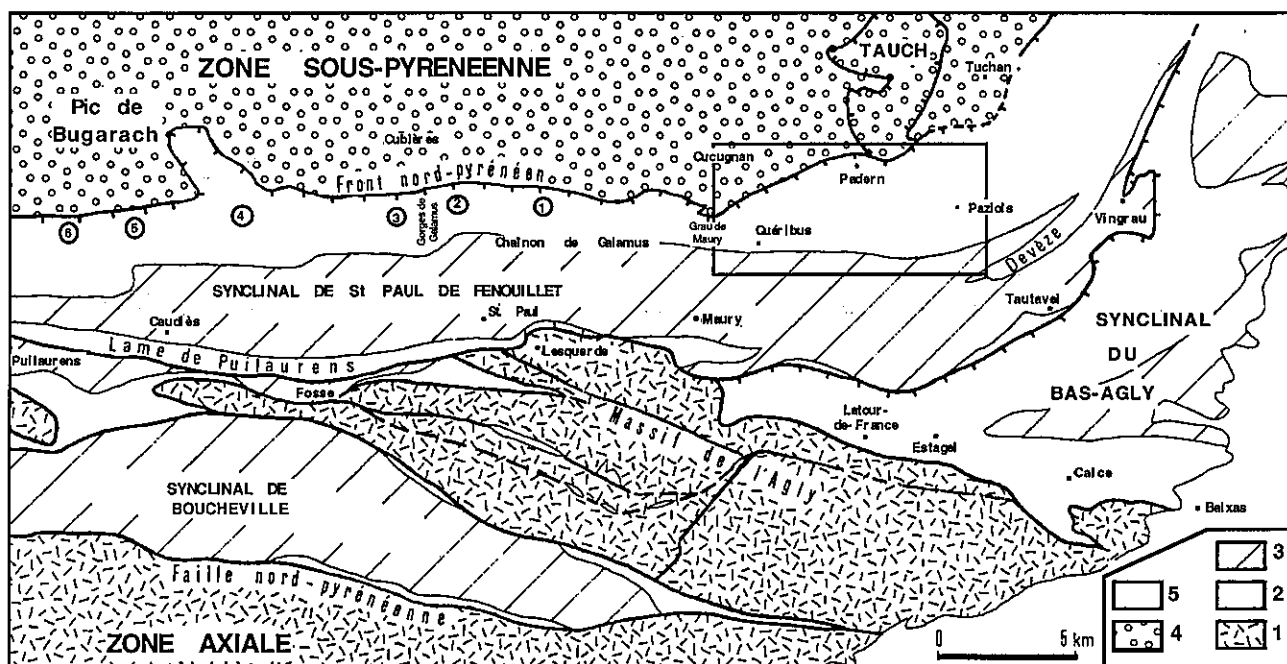 ZONE SOUS-PYRENEENNE
TAUCH
Tuchan
Pic de
Bugarach
Cubières
Front nord-pyrénéen
Cucugnan
Padern
Paziols
Vingrau
6
5
4
3
2
1
Gorges de
Galamus
Grau de
Maury
Quéribus
Chaînon de Galamus
Devèze
SYNCLINAL DE St PAUL DE FENOUILLET
Tautavel
Caudiès
St. Paul
Maury
SYNCLINAL
DU
BAS-AGLY
Lame de Puilaurens
Puilaurens
Lesquerde
Fosse
Massif de l'Agly
Latour-
de-France
Estagel
Calce
Baixas
SYNCLINAL DE
BOUCHEVILLE
Faille nord-pyrénéenne
ZONE AXIALE
0 5 km
3
5 2
4 1